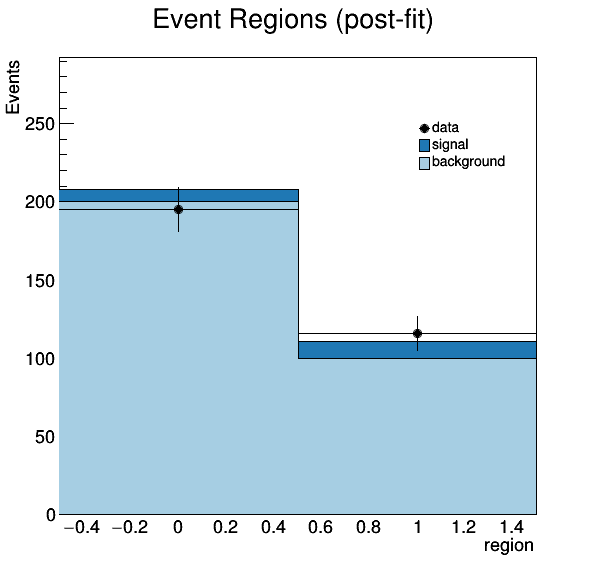 Event Regions (post-fit)
Events
data
signal
background
250
200
150
100
50
0
−0.4 −0.2 0 0.2 0.4 0.6 0.8 1 1.2 1.4
region